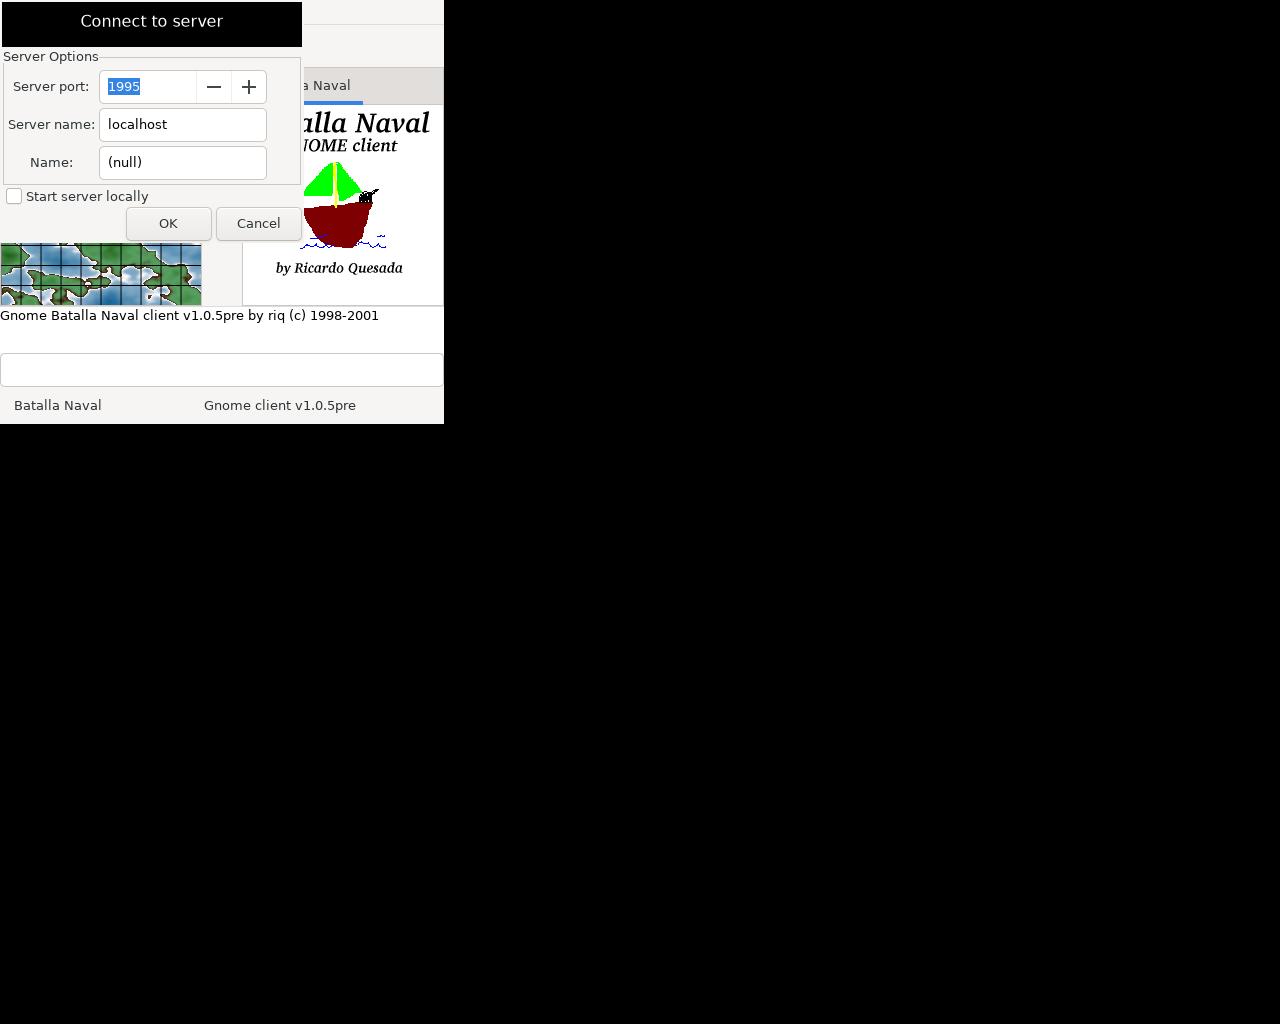 Connect to server
Server Options
Server port: 1995
Server name: localhost
Name: (null)
Start server locally
OK Cancel
a Naval
alla Naval
NOME client
by Ricardo Quesada
Gnome Batalla Naval client v1.0.5pre by riq (c) 1998-2001
Batalla Naval Gnome client v1.0.5pre